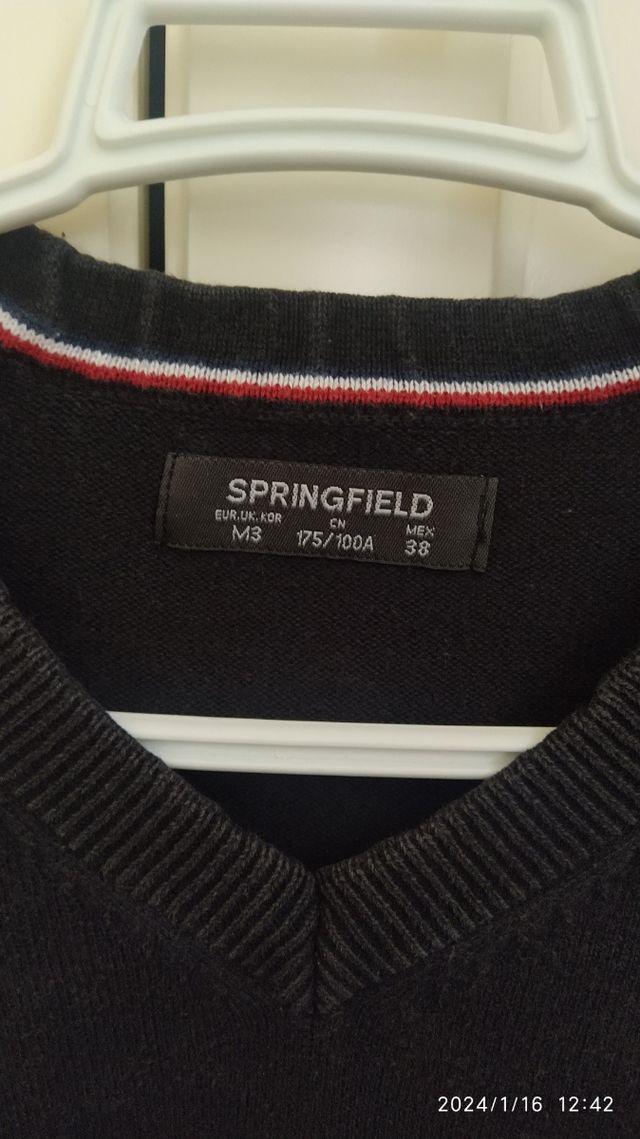 SPRINGFIELD
EUR.UK.KOR CN MEX
M3 175/100A 38
2024/1/16 12:42